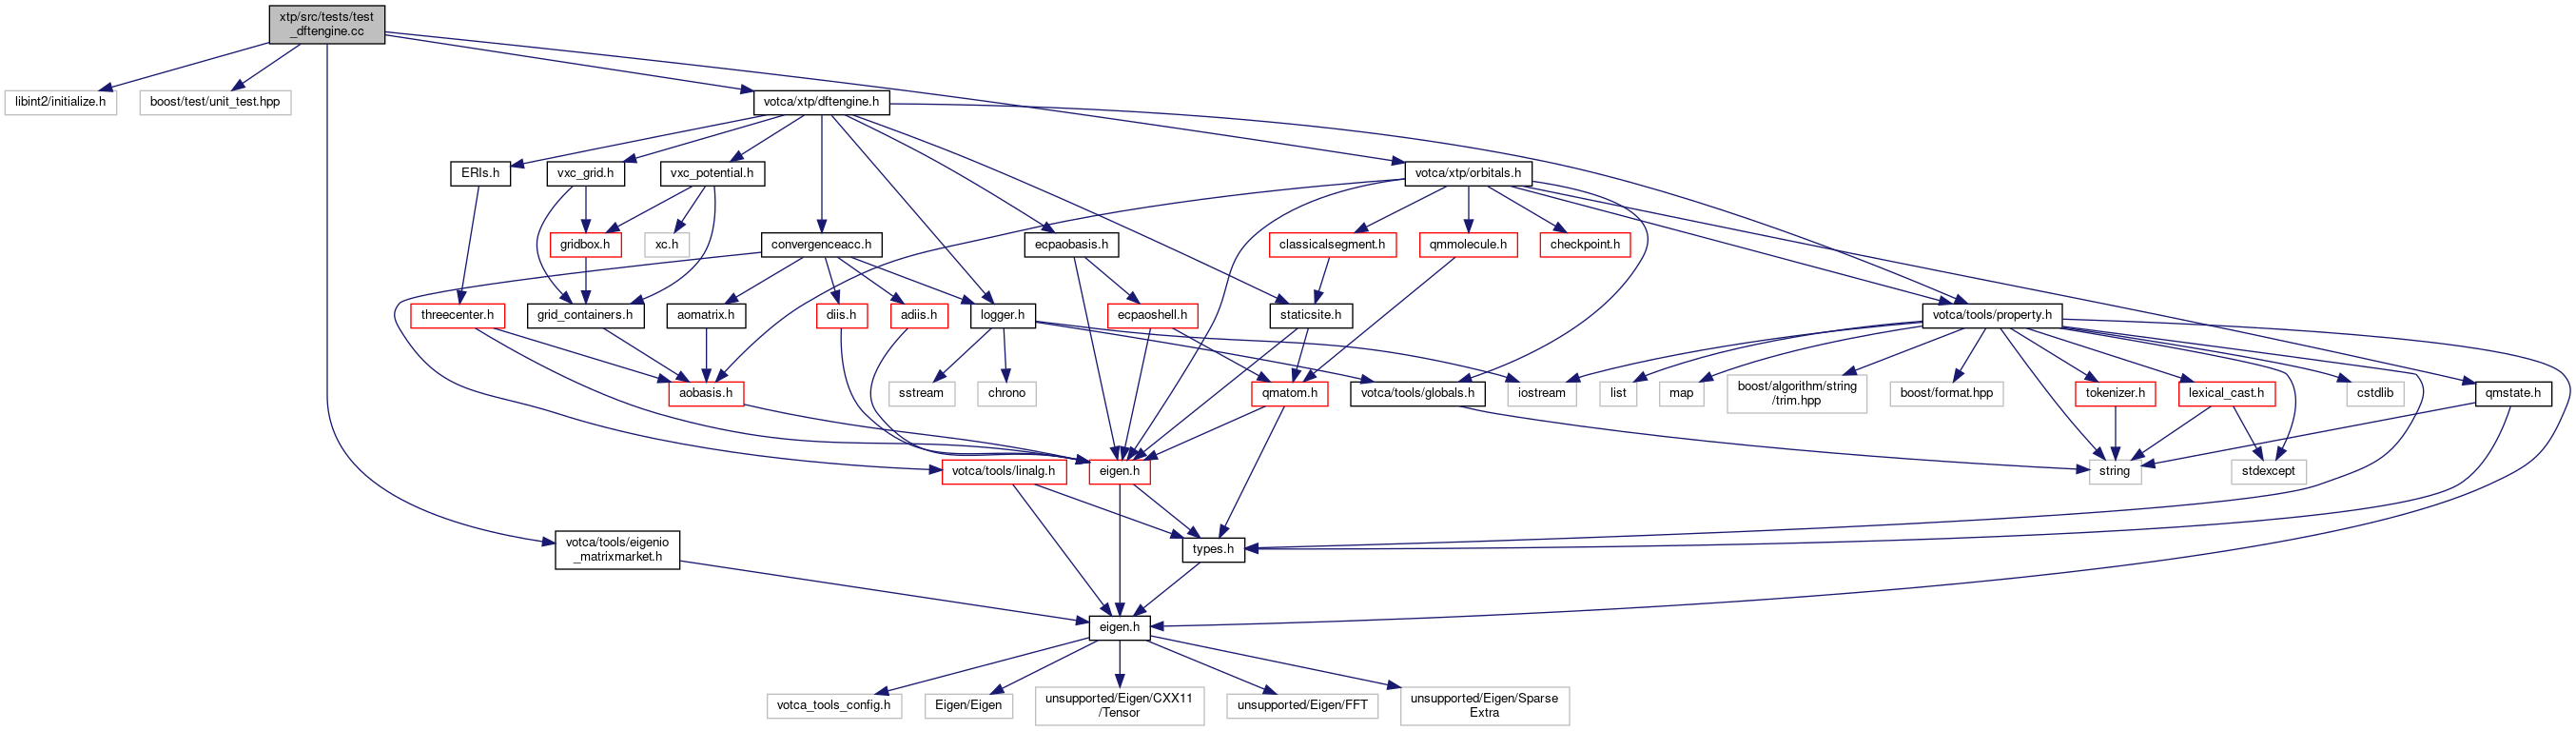 xtp/src/tests/test
_dftengine.cc
libint2/initialize.h
boost/test/unit_test.hpp
votca/xtp/dftengine.h
ERIs.h
vxc_grid.h
vxc_potential.h
votca/xtp/orbitals.h
gridbox.h
xc.h
convergenceacc.h
ecpaobasis.h
classicalsegment.h
qmmolecule.h
checkpoint.h
threecenter.h
grid_containers.h
aomatrix.h
diis.h
adiis.h
logger.h
ecpaoshell.h
staticsite.h
votca/tools/property.h
aobasis.h
sstream
chrono
qmatom.h
votca/tools/globals.h
iostream
list
map
boost/algorithm/string
/trim.hpp
boost/format.hpp
tokenizer.h
lexical_cast.h
cstdlib
qmstate.h
votca/tools/linalg.h
eigen.h
string
stdexcept
votca/tools/eigenio
_matrixmarket.h
types.h
eigen.h
votca_tools_config.h
Eigen/Eigen
unsupported/Eigen/CXX11
/Tensor
unsupported/Eigen/FFT
unsupported/Eigen/Sparse
Extra